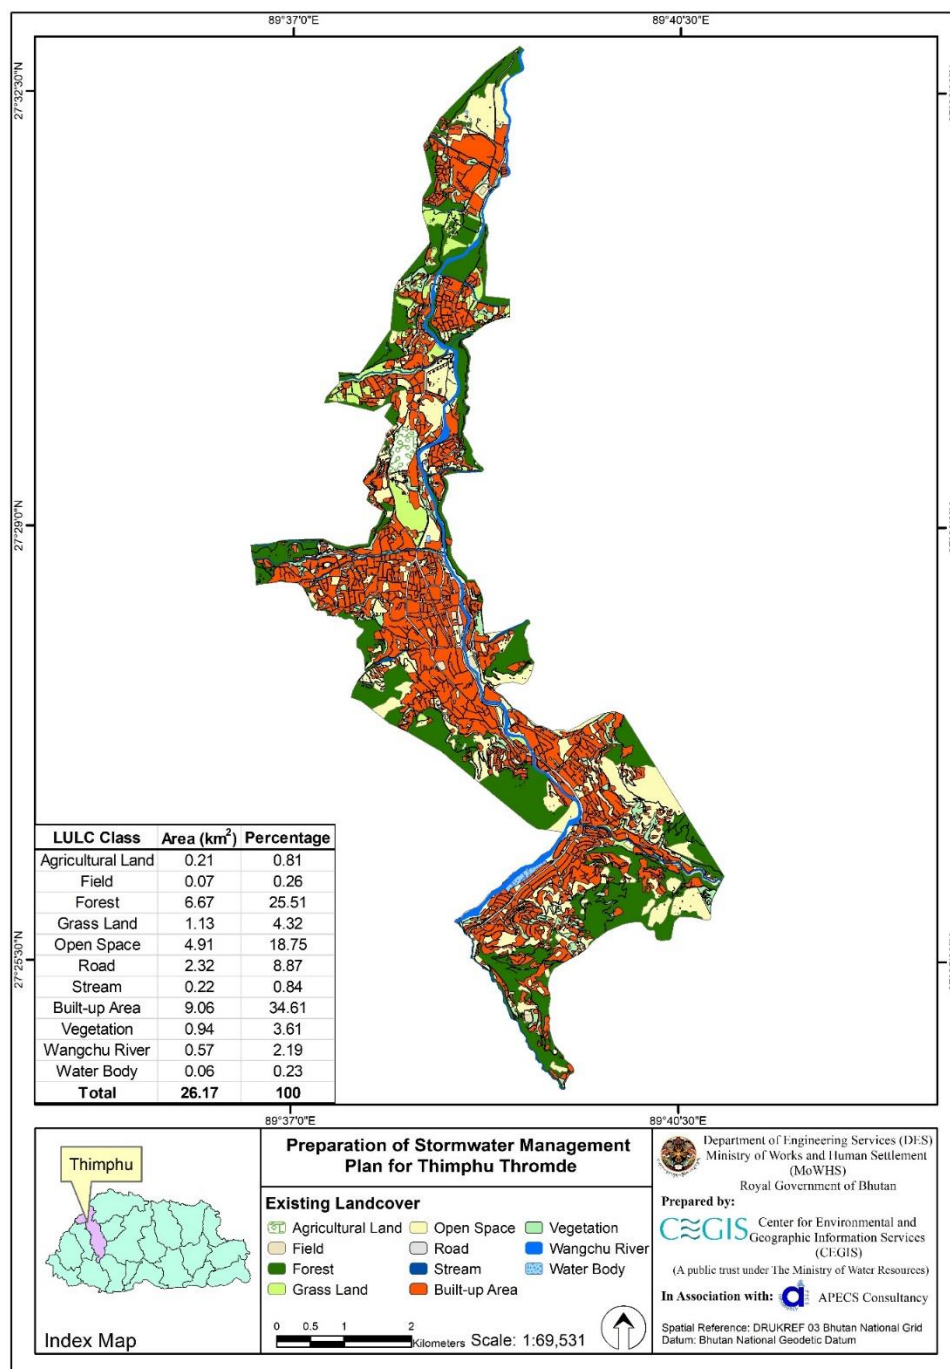 89°37'0"E 89°40'30"E
27°32'30"N
27°29'0"N
27°25'30"N
LULC Class Area (km²) Percentage
Agricultural Land 0.21 0.81
Field 0.07 0.26
Forest 6.67 25.51
Grass Land 1.13 4.32
Open Space 4.91 18.75
Road 2.32 8.87
Stream 0.22 0.84
Built-up Area 9.06 34.61
Vegetation 0.94 3.61
Wangchu River 0.57 2.19
Water Body 0.06 0.23
Total 26.17 100
89°37'0"E 89°40'30"E
Thimphu
Index Map
Preparation of Stormwater Management
Plan for Thimphu Thromde
Existing Landcover
Agricultural Land Open Space Vegetation
Field Road Wangchu River
Forest Stream Water Body
Grass Land Built-up Area
0 0.5 1 2
Kilometers Scale: 1:69,531
Department of Engineering Services (DES)
Ministry of Works and Human Settlement
(MoWHS)
Royal Government of Bhutan
Prepared by:
CEGIS Center for Environmental and
Geographic Information Services
(CEGIS)
(A public trust under The Ministry of Water Resources)
In Association with: APECS Consultancy
Spatial Reference: DRUKREF 03 Bhutan National Grid
Datum: Bhutan National Geodetic Datum